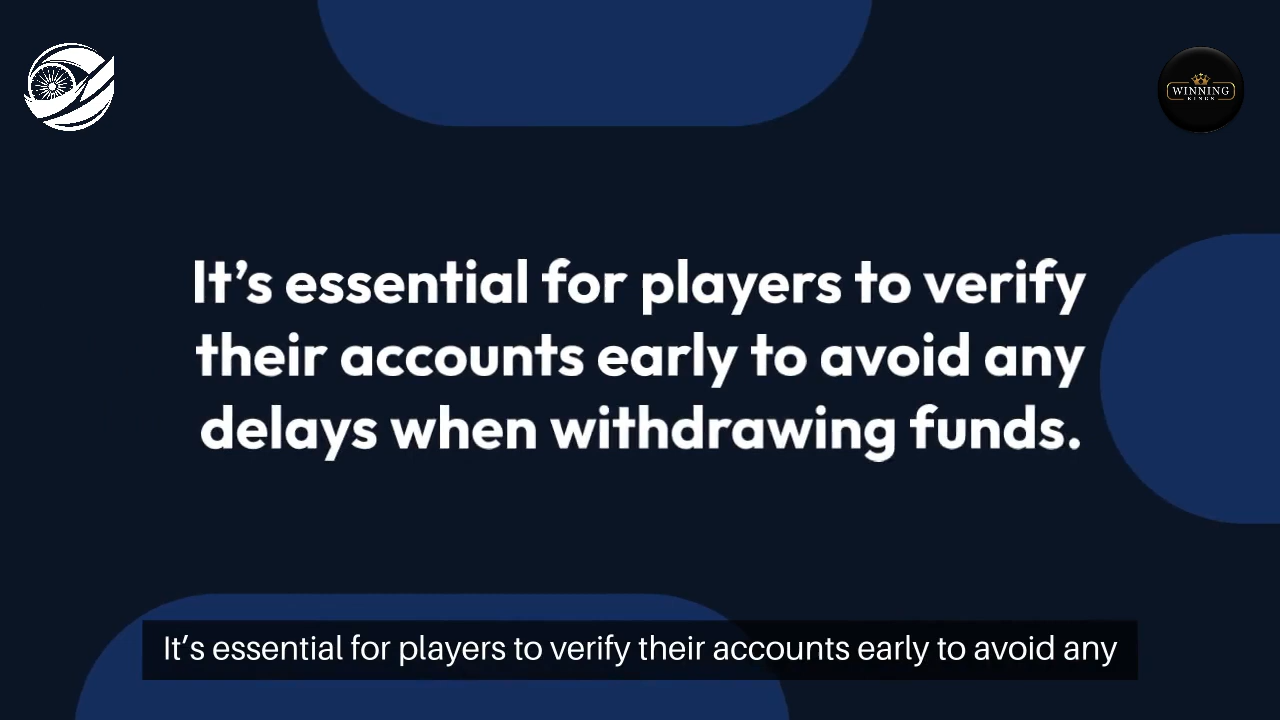 WINNING
KINGS
It’s essential for players to verify
their accounts early to avoid any
delays when withdrawing funds.
It’s essential for players to verify their accounts early to avoid any